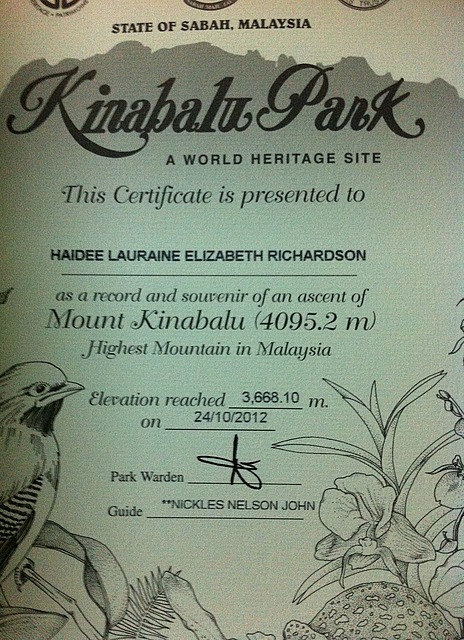 STATE OF SABAH, MALAYSIA
Kinabalu Park
A WORLD HERITAGE SITE
This Certificate is presented to
HAIDEE LAURAINE ELIZABETH RICHARDSON
as a record and souvenir of an ascent of
Mount Kinabalu (4095.2 m)
Highest Mountain in Malaysia
Elevation reached 3,668.10 m.
on 24/10/2012
Park Warden
Guide **NICKLES NELSON JOHN